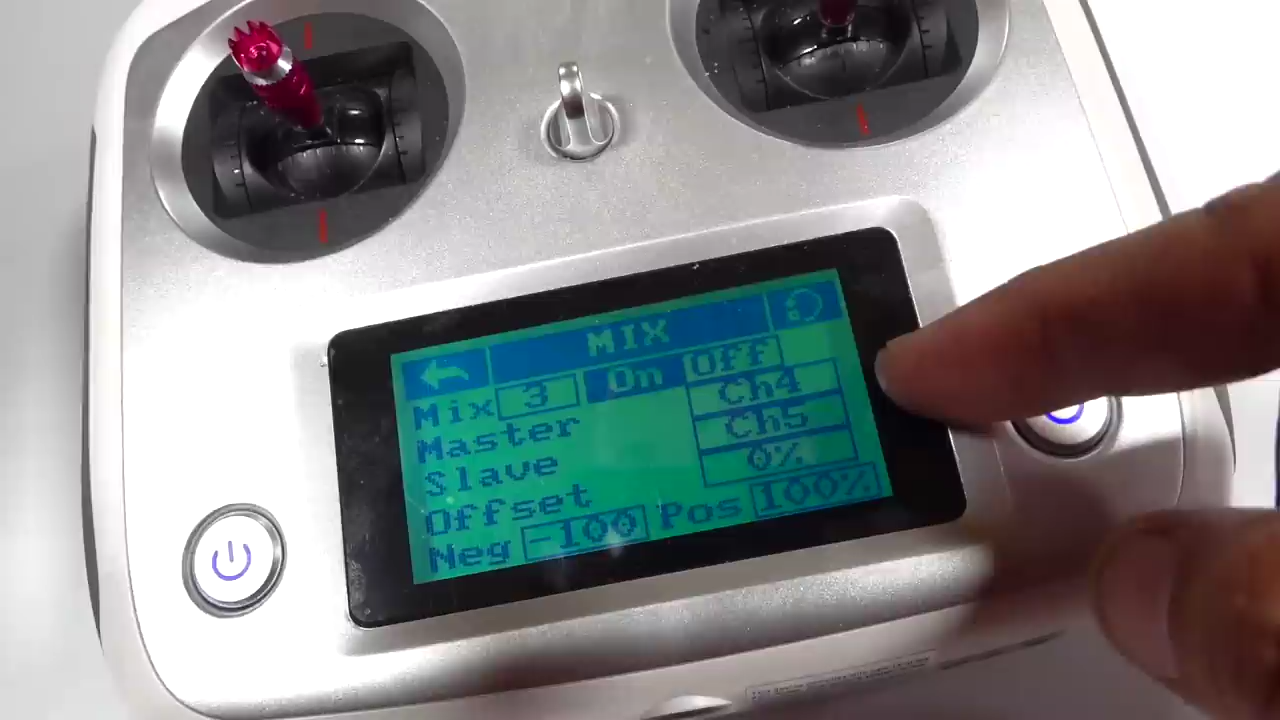 MIX
Mix 3 On Off
Master Ch4
Slave Ch5
Offset 0%
Neg -100 Pos 100%